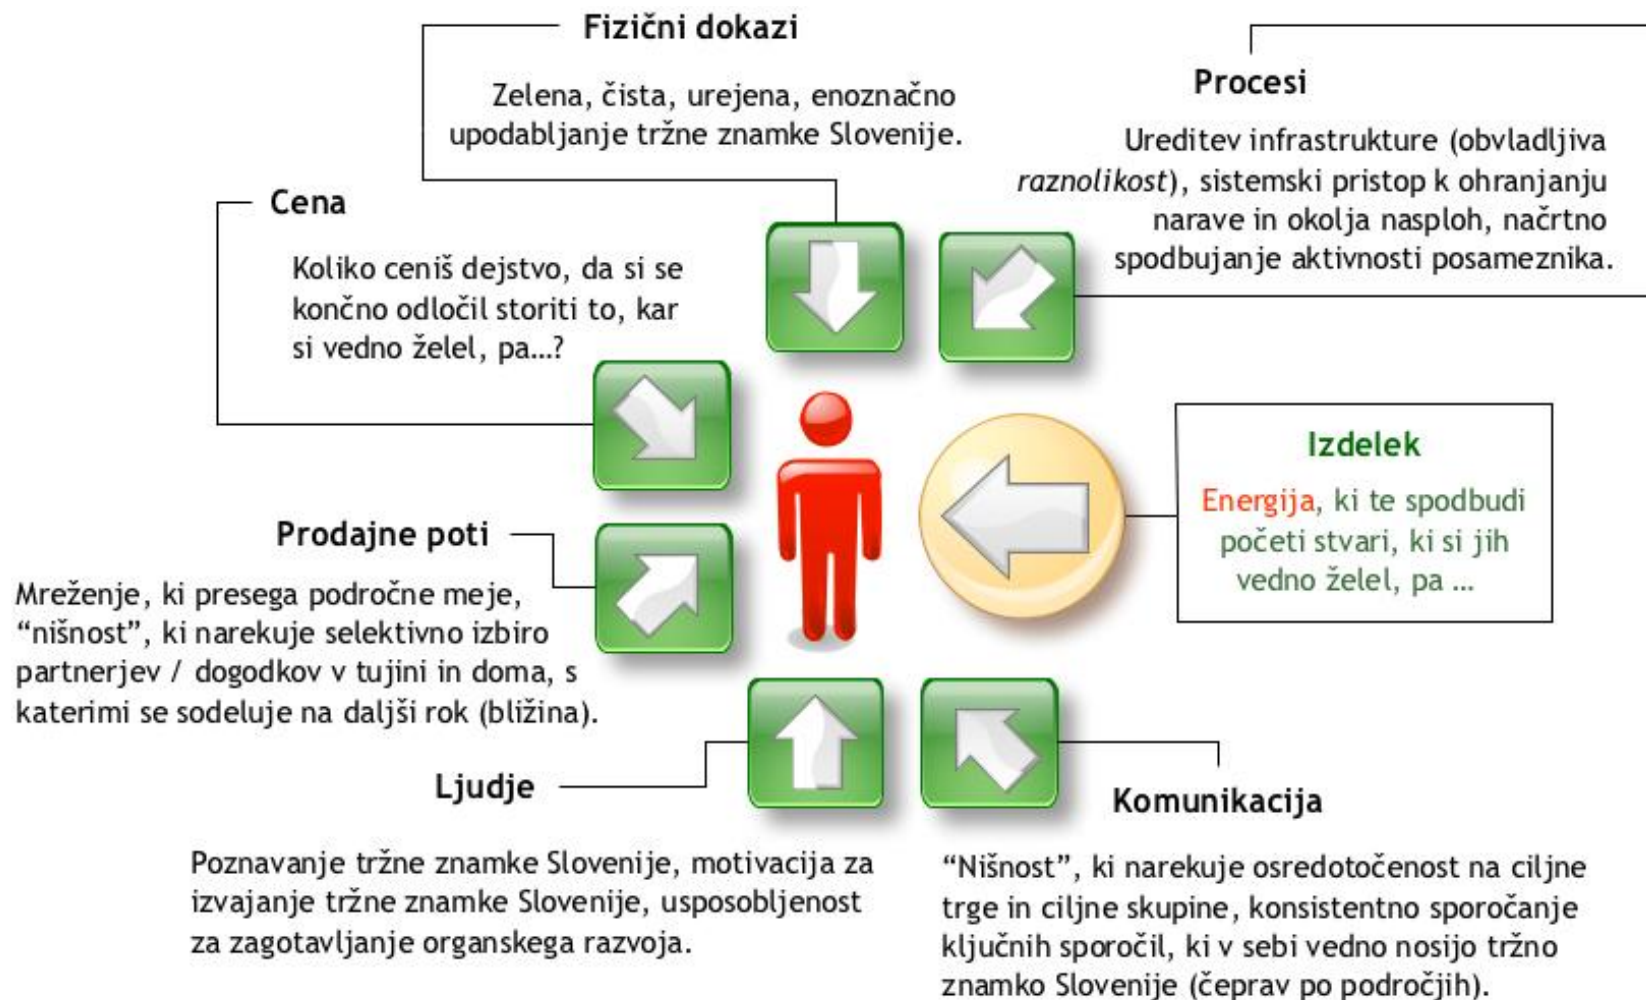 Fizični dokazi
Zelena, čista, urejena, enoznačno
upodabljanje tržne znamke Slovenije.
Procesi
Ureditev infrastrukture (obvladljiva
raznolikost), sistemski pristop k ohranjanju
narave in okolja nasploh, načrtno
spodbujanje aktivnosti posameznika.
Cena
Koliko ceniš dejstvo, da si se
končno odločil storiti to, kar
si vedno želel, pa...?
Izdelek
Energija, ki te spodbudi
početi stvari, ki si jih
vedno želel, pa ...
Prodajne poti
Mreženje, ki presega področne meje,
“nišnost”, ki narekuje selektivno izbiro
partnerjev / dogodkov v tujini in doma, s
katerimi se sodeluje na daljši rok (bližina).
Ljudje
Poznavanje tržne znamke Slovenije, motivacija za
izvajanje tržne znamke Slovenije, usposobljenost
za zagotavljanje organskega razvoja.
Komunikacija
“Nišnost”, ki narekuje osredotočenost na ciljne
trge in ciljne skupine, konsistentno sporočanje
ključnih sporočil, ki v sebi vedno nosijo tržno
znamko Slovenije (čeprav po področjih).